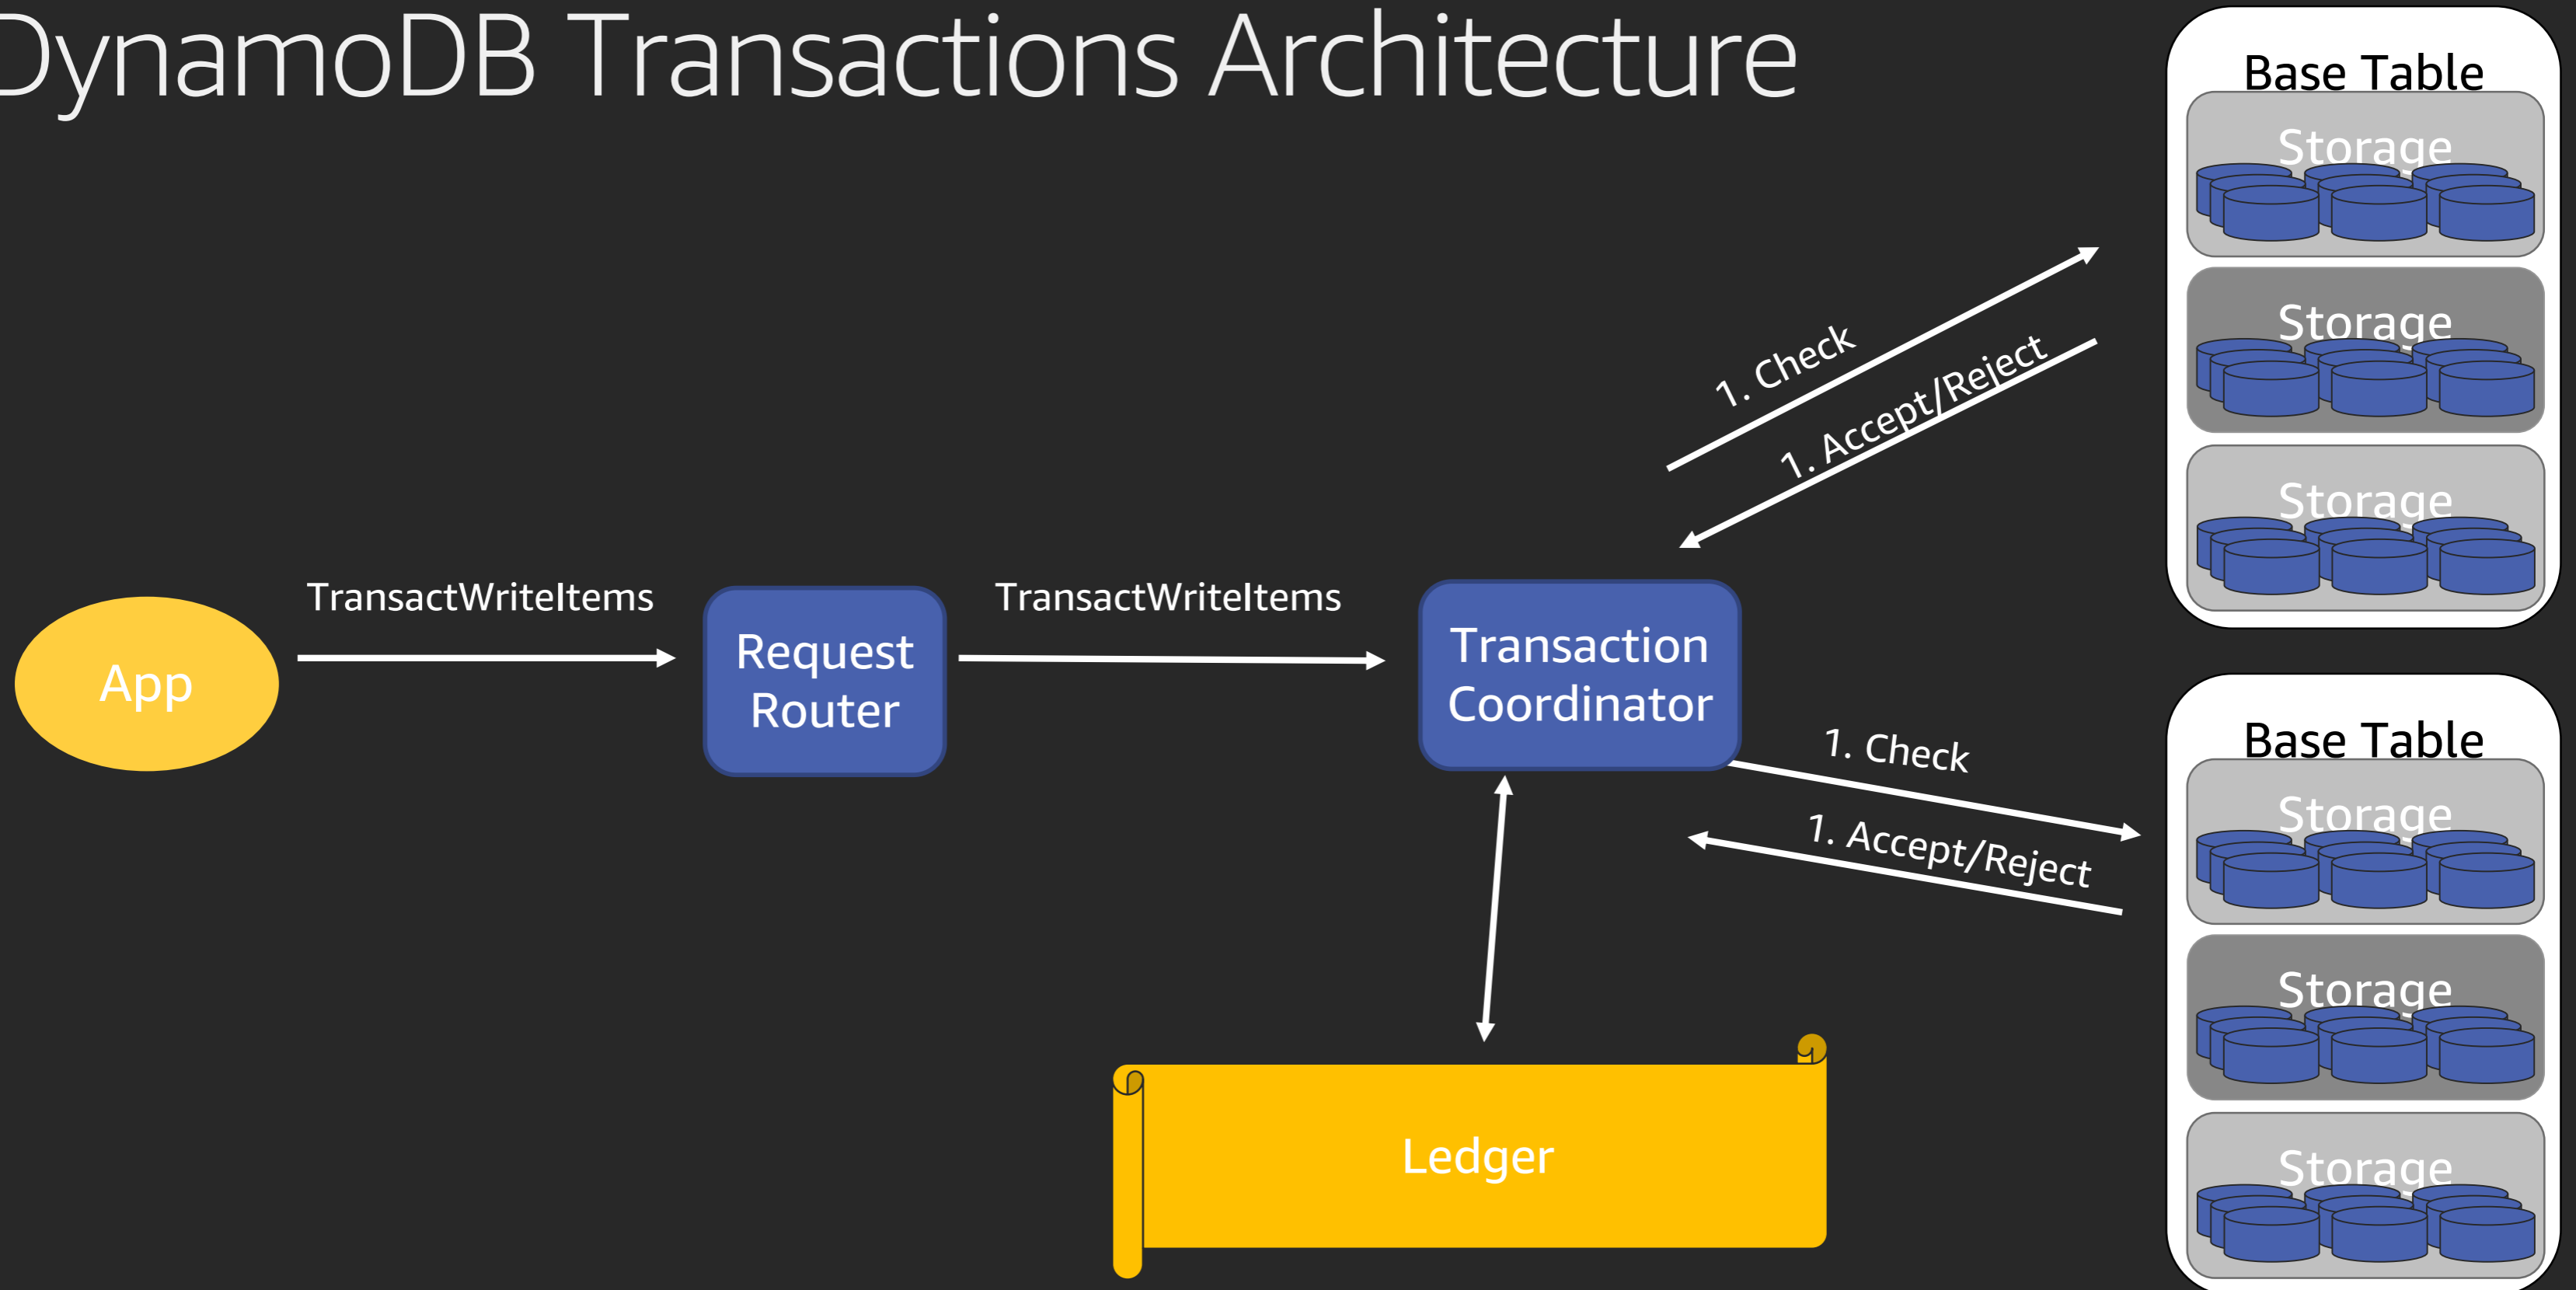 DynamoDB Transactions Architecture
Base Table
Storage
Storage
Storage
1. Check
1. Accept/Reject
App
TransactWriteItems
Request
Router
TransactWriteItems
Transaction
Coordinator
1. Check
1. Accept/Reject
Base Table
Storage
Storage
Storage
Ledger